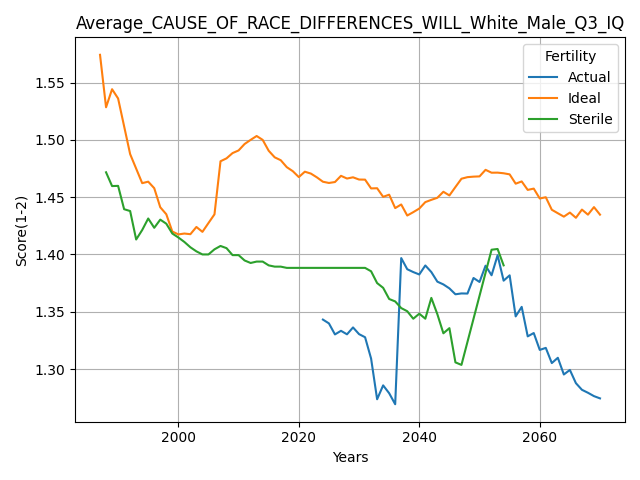 Average_CAUSE_OF_RACE_DIFFERENCES_WILL_White_Male_Q3_IQ
Fertility
Actual
Ideal
Sterile
1.55
1.50
1.45
1.40
1.35
1.30
Score(1-2)
2000
2020
2040
2060
Years